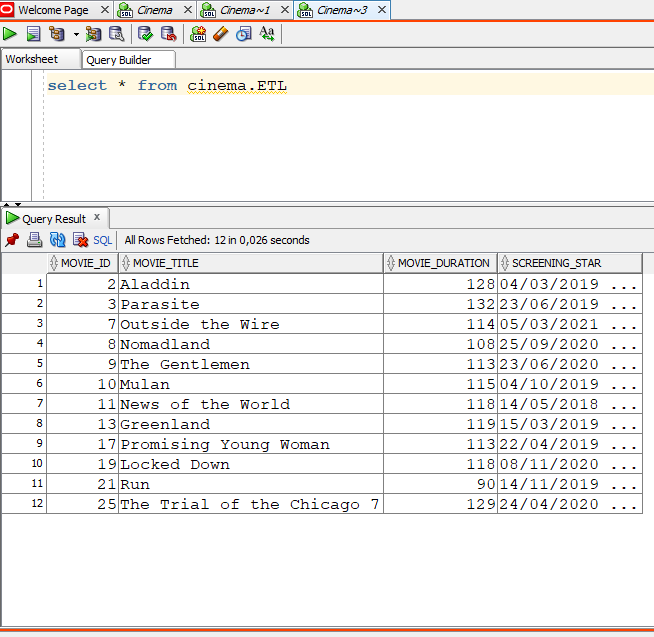 Welcome Page Cinema Cinema~1 Cinema~3
Worksheet Query Builder
select * from cinema.ETL
Query Result x
SQL All Rows Fetched: 12 in 0,026 seconds
MOVIE_ID MOVIE_TITLE MOVIE_DURATION SCREENING_STAR
1 2 Aladdin 128 04/03/2019 ...
2 3 Parasite 132 23/06/2019 ...
3 7 Outside the Wire 114 05/03/2021 ...
4 8 Nomadland 108 25/09/2020 ...
5 9 The Gentlemen 113 23/06/2020 ...
6 10 Mulan 115 04/10/2019 ...
7 11 News of the World 118 14/05/2018 ...
8 13 Greenland 119 15/03/2019 ...
9 17 Promising Young Woman 113 22/04/2019 ...
10 19 Locked Down 118 08/11/2020 ...
11 21 Run 90 14/11/2019 ...
12 25 The Trial of the Chicago 7 129 24/04/2020 ...